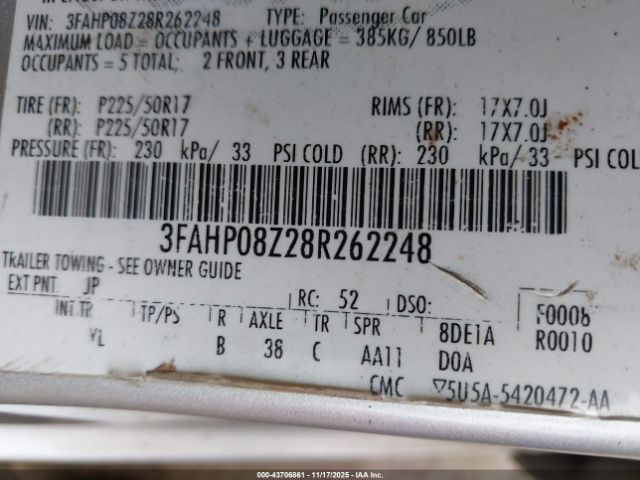 VIN: 3FAHP08Z28R262248 TYPE: Passenger Car
MAXIMUM LOAD = OCCUPANTS + LUGGAGE = 385KG/ 850LB
OCCUPANTS = 5 TOTAL; 2 FRONT, 3 REAR
TIRE (FR): P225/50R17 RIMS (FR): 17X7.0J
(RR): P225/50R17 (RR): 17X7.0J
PRESSURE (FR): 230 kPa/ 33 PSI COLD (RR): 230 kPa/ 33 PSI COL
3FAHP08Z28R262248
TRAILER TOWING - SEE OWNER GUIDE
EXT PNT JP RC: 52 DSO: F0008
INT TR TP/PS R AXLE TR SPR 8DE1A R0010
YL B 38 C AA11 D0A
CMC ▽5U5A-5420472-AA
000-43706861 - 11/17/2025 - IAA Inc.